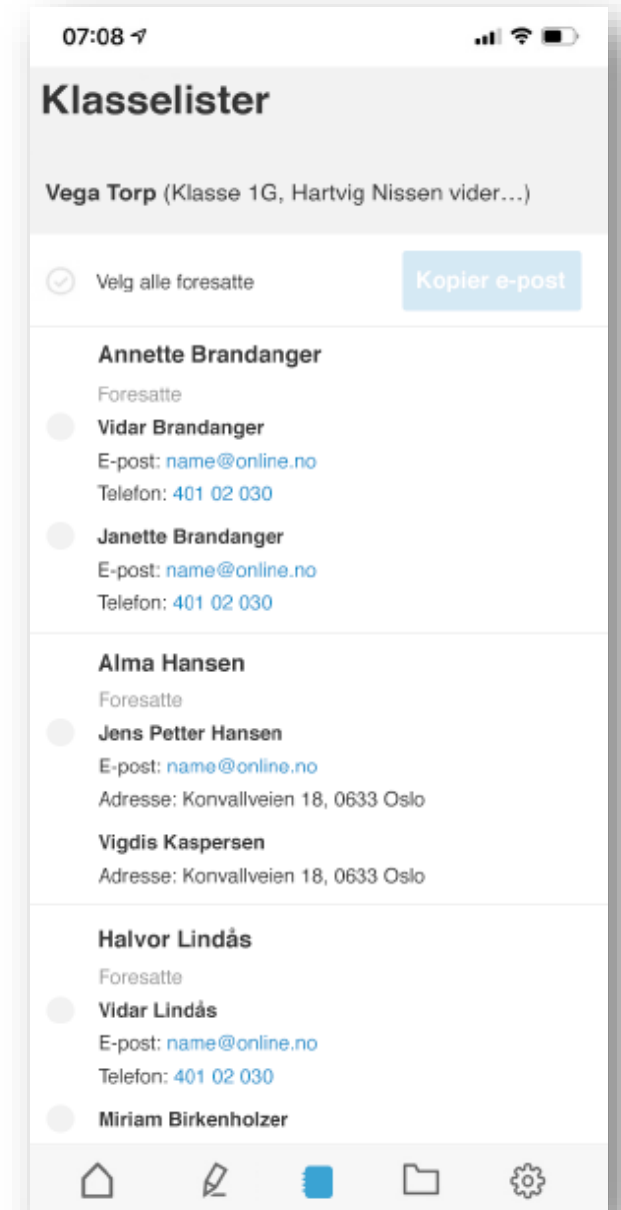 07:08
Klasselister
Vega Torp (Klasse 1G, Hartvig Nissen vider...)
Velg alle foresatte
Kopier e-post
Annette Brandanger
Foresatte
Vidar Brandanger
E-post: name@online.no
Telefon: 401 02 030
Janette Brandanger
E-post: name@online.no
Telefon: 401 02 030
Alma Hansen
Foresatte
Jens Petter Hansen
E-post: name@online.no
Adresse: Konvallveien 18, 0633 Oslo
Vigdis Kaspersen
Adresse: Konvallveien 18, 0633 Oslo
Halvor Lindås
Foresatte
Vidar Lindås
E-post: name@online.no
Telefon: 401 02 030
Miriam Birkenholzer